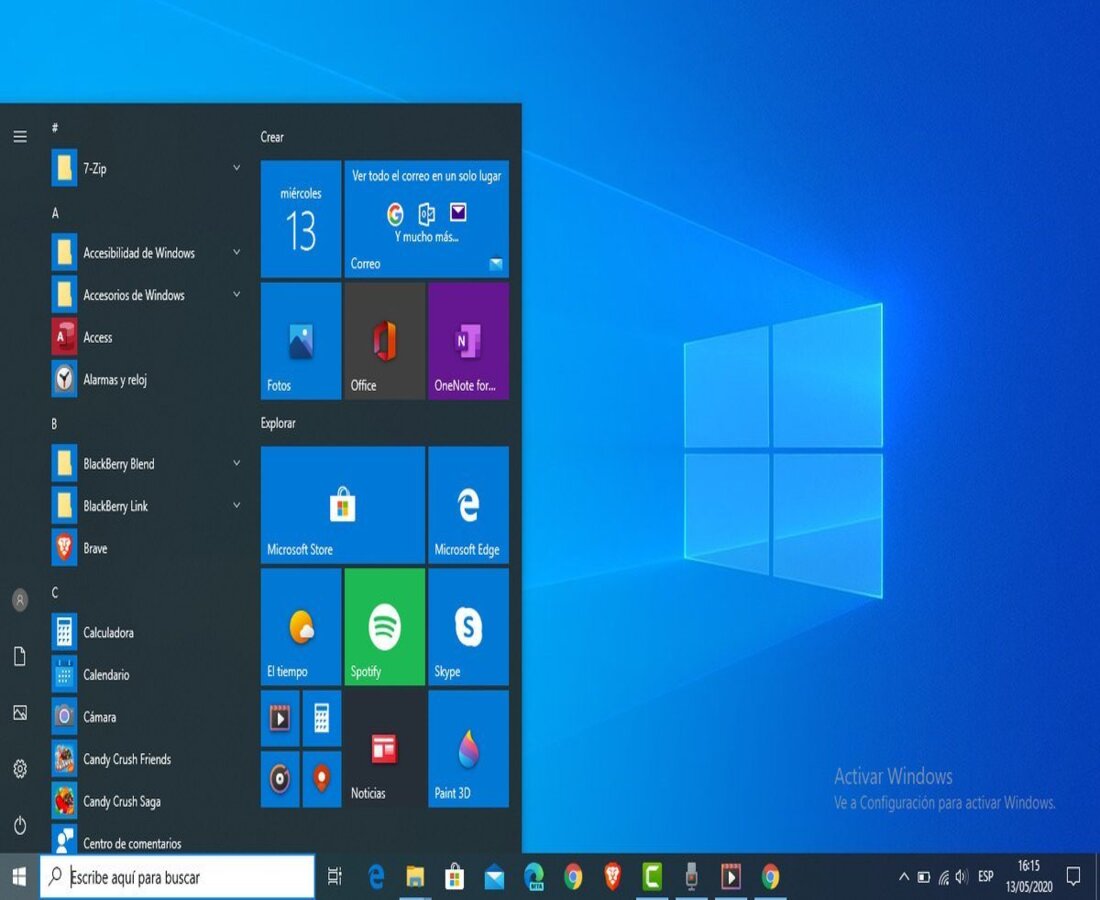 #
7-Zip
A
Accesibilidad de Windows
Accesorios de Windows
Access
Alarmas y reloj
B
BlackBerry Blend
BlackBerry Link
Brave
C
Calculadora
Calendario
Cámara
Candy Crush Friends
Candy Crush Saga
Centro de comentarios
Crear
miércoles
13
Ver todo el correo en un solo lugar
Y mucho más...
Correo
Fotos
Office
OneNote for...
Explorar
Microsoft Store
Microsoft Edge
El tiempo
Spotify
Skype
Noticias
Paint 3D
Activar Windows
Ve a Configuración para activar Windows.
Escribe aquí para buscar
BETA
ESP
16:15
13/05/2020